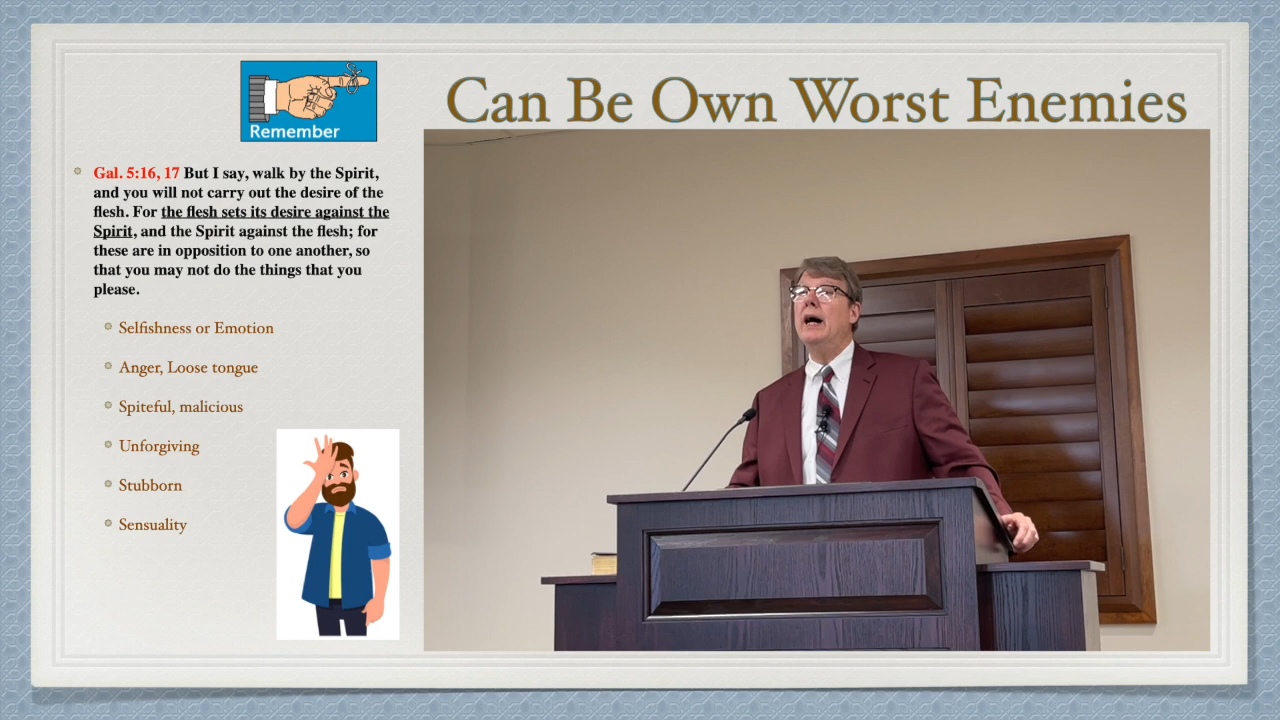 Remember
Can Be Own Worst Enemies
Gal. 5:16, 17 But I say, walk by the Spirit,
and you will not carry out the desire of the
flesh. For the flesh sets its desire against the
Spirit, and the Spirit against the flesh; for
these are in opposition to one another, so
that you may not do the things that you
please.
Selfishness or Emotion
Anger, Loose tongue
Spiteful, malicious
Unforgiving
Stubborn
Sensuality